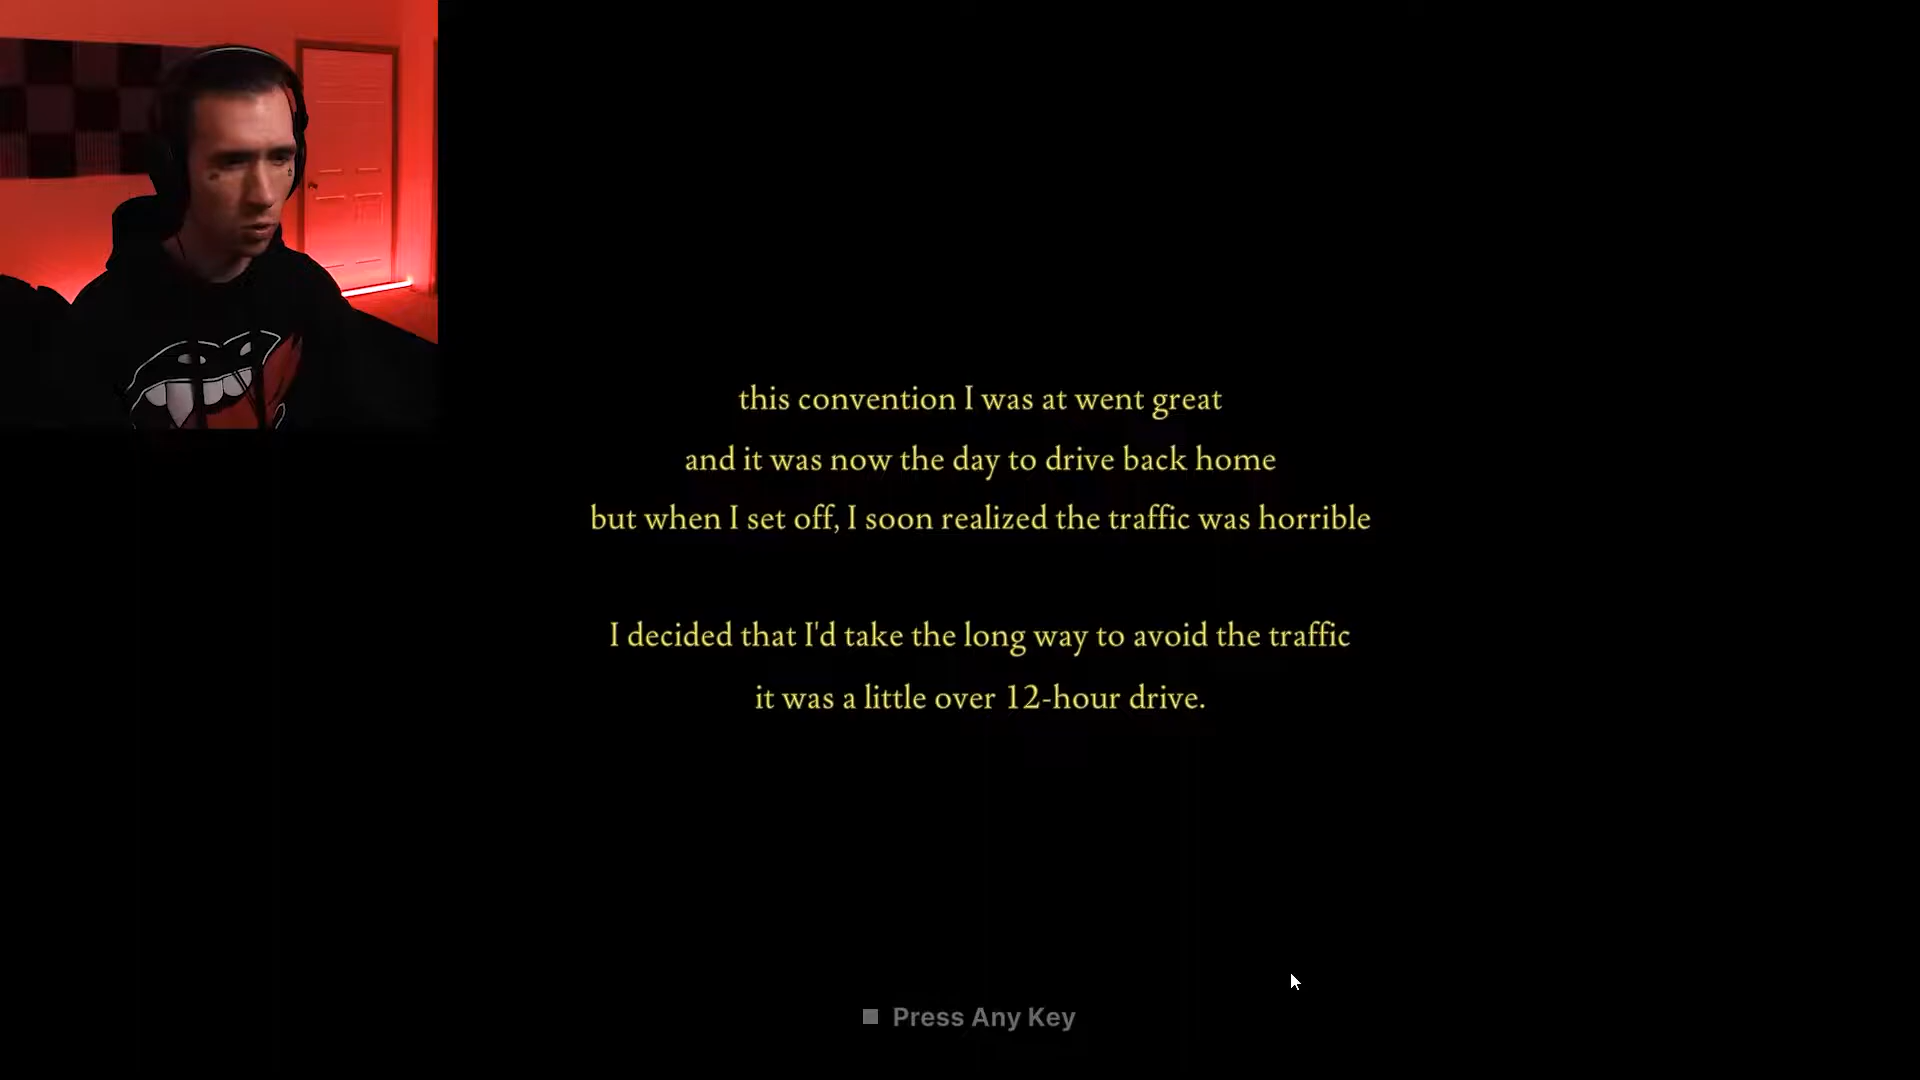 this convention I was at went great
and it was now the day to drive back home
but when I set off, I soon realized the traffic was horrible
I decided that I'd take the long way to avoid the traffic
it was a little over 12-hour drive.
Press Any Key